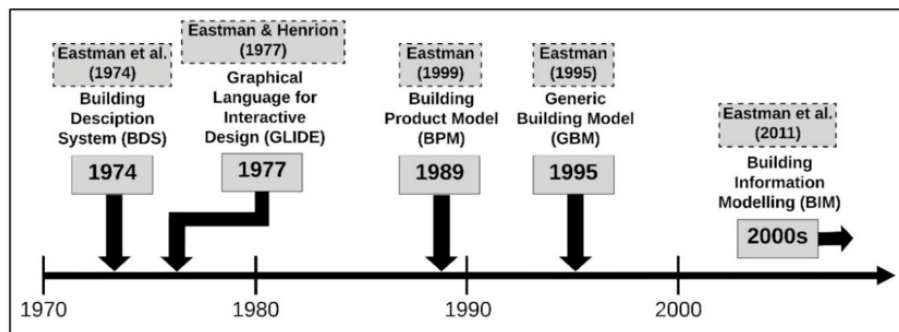 Eastman et al.
(1974)
Building
Desciption
System (BDS)
1974
Eastman & Henrion
(1977)
Graphical
Language for
Interactive
Design (GLIDE)
1977
Eastman
(1999)
Building
Product Model
(BPM)
1989
Eastman
(1995)
Generic
Building Model
(GBM)
1995
Eastman et al.
(2011)
Building
Information
Modelling (BIM)
2000s
1970
1980
1990
2000